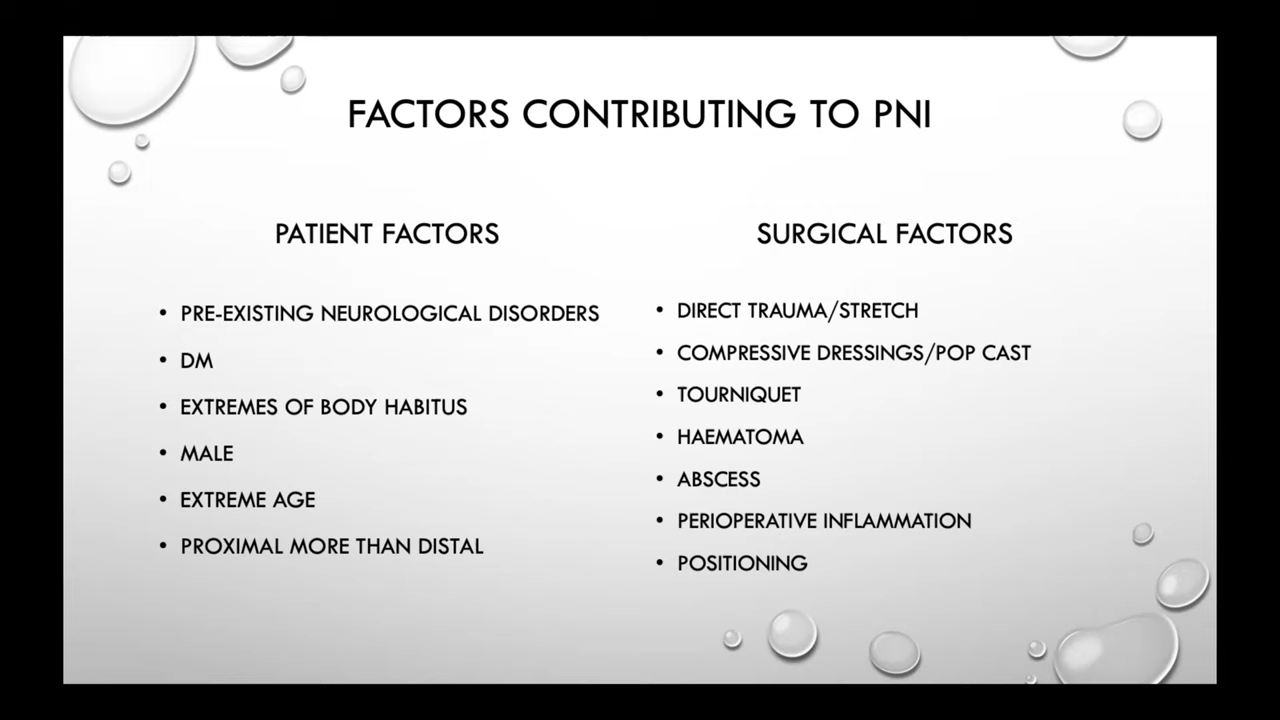 FACTORS CONTRIBUTING TO PNI
PATIENT FACTORS
• PRE-EXISTING NEUROLOGICAL DISORDERS
• DM
• EXTREMES OF BODY HABITUS
• MALE
• EXTREME AGE
• PROXIMAL MORE THAN DISTAL
SURGICAL FACTORS
• DIRECT TRAUMA/STRETCH
• COMPRESSIVE DRESSINGS/POP CAST
• TOURNIQUET
• HAEMATOMA
• ABSCESS
• PERIOPERATIVE INFLAMMATION
• POSITIONING